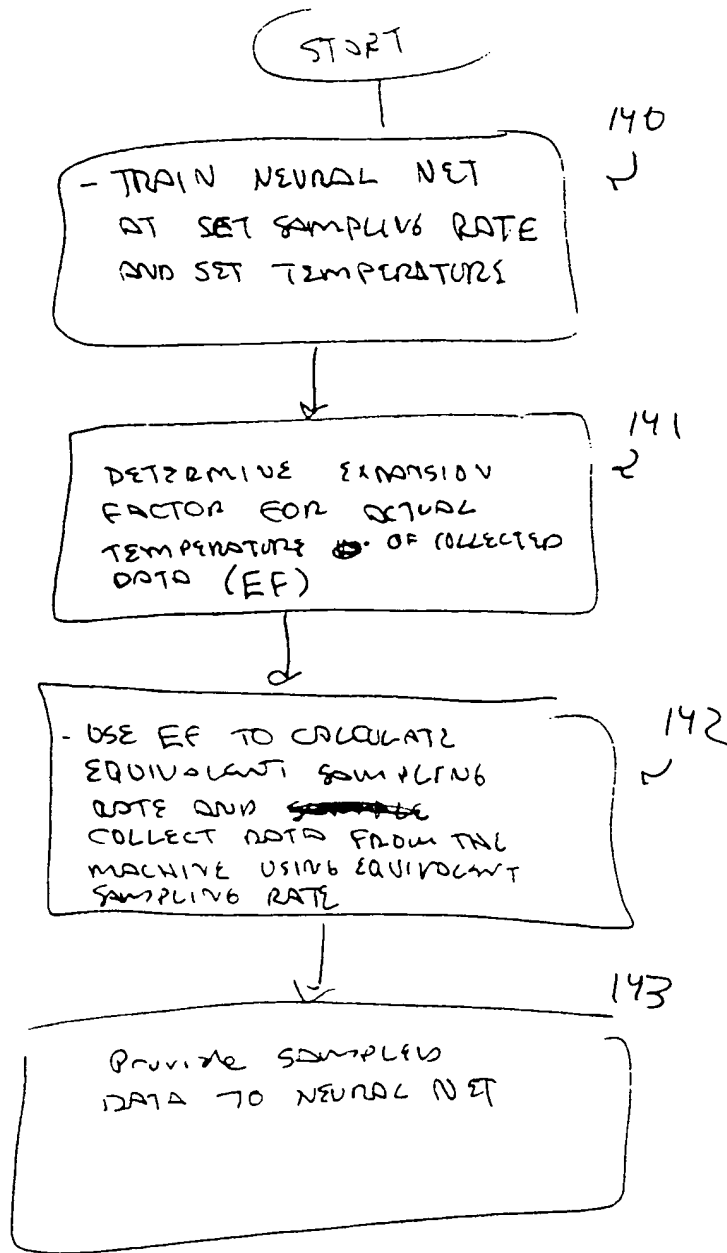 START
140
- TRAIN NEURAL NET
AT SET SAMPLING RATE
AND SET TEMPERATURE
141
DETERMINE EXPANSION
FACTOR FOR ACTUAL
TEMPERATURE OF COLLECTED
DATA (EF)
142
- USE EF TO CALCULATE
EQUIVALENT SAMPLING
RATE AND
COLLECT DATA FROM THE
MACHINE USING EQUIVALENT
SAMPLING RATE
143
Provide SAMPLED
DATA TO NEURAL NET